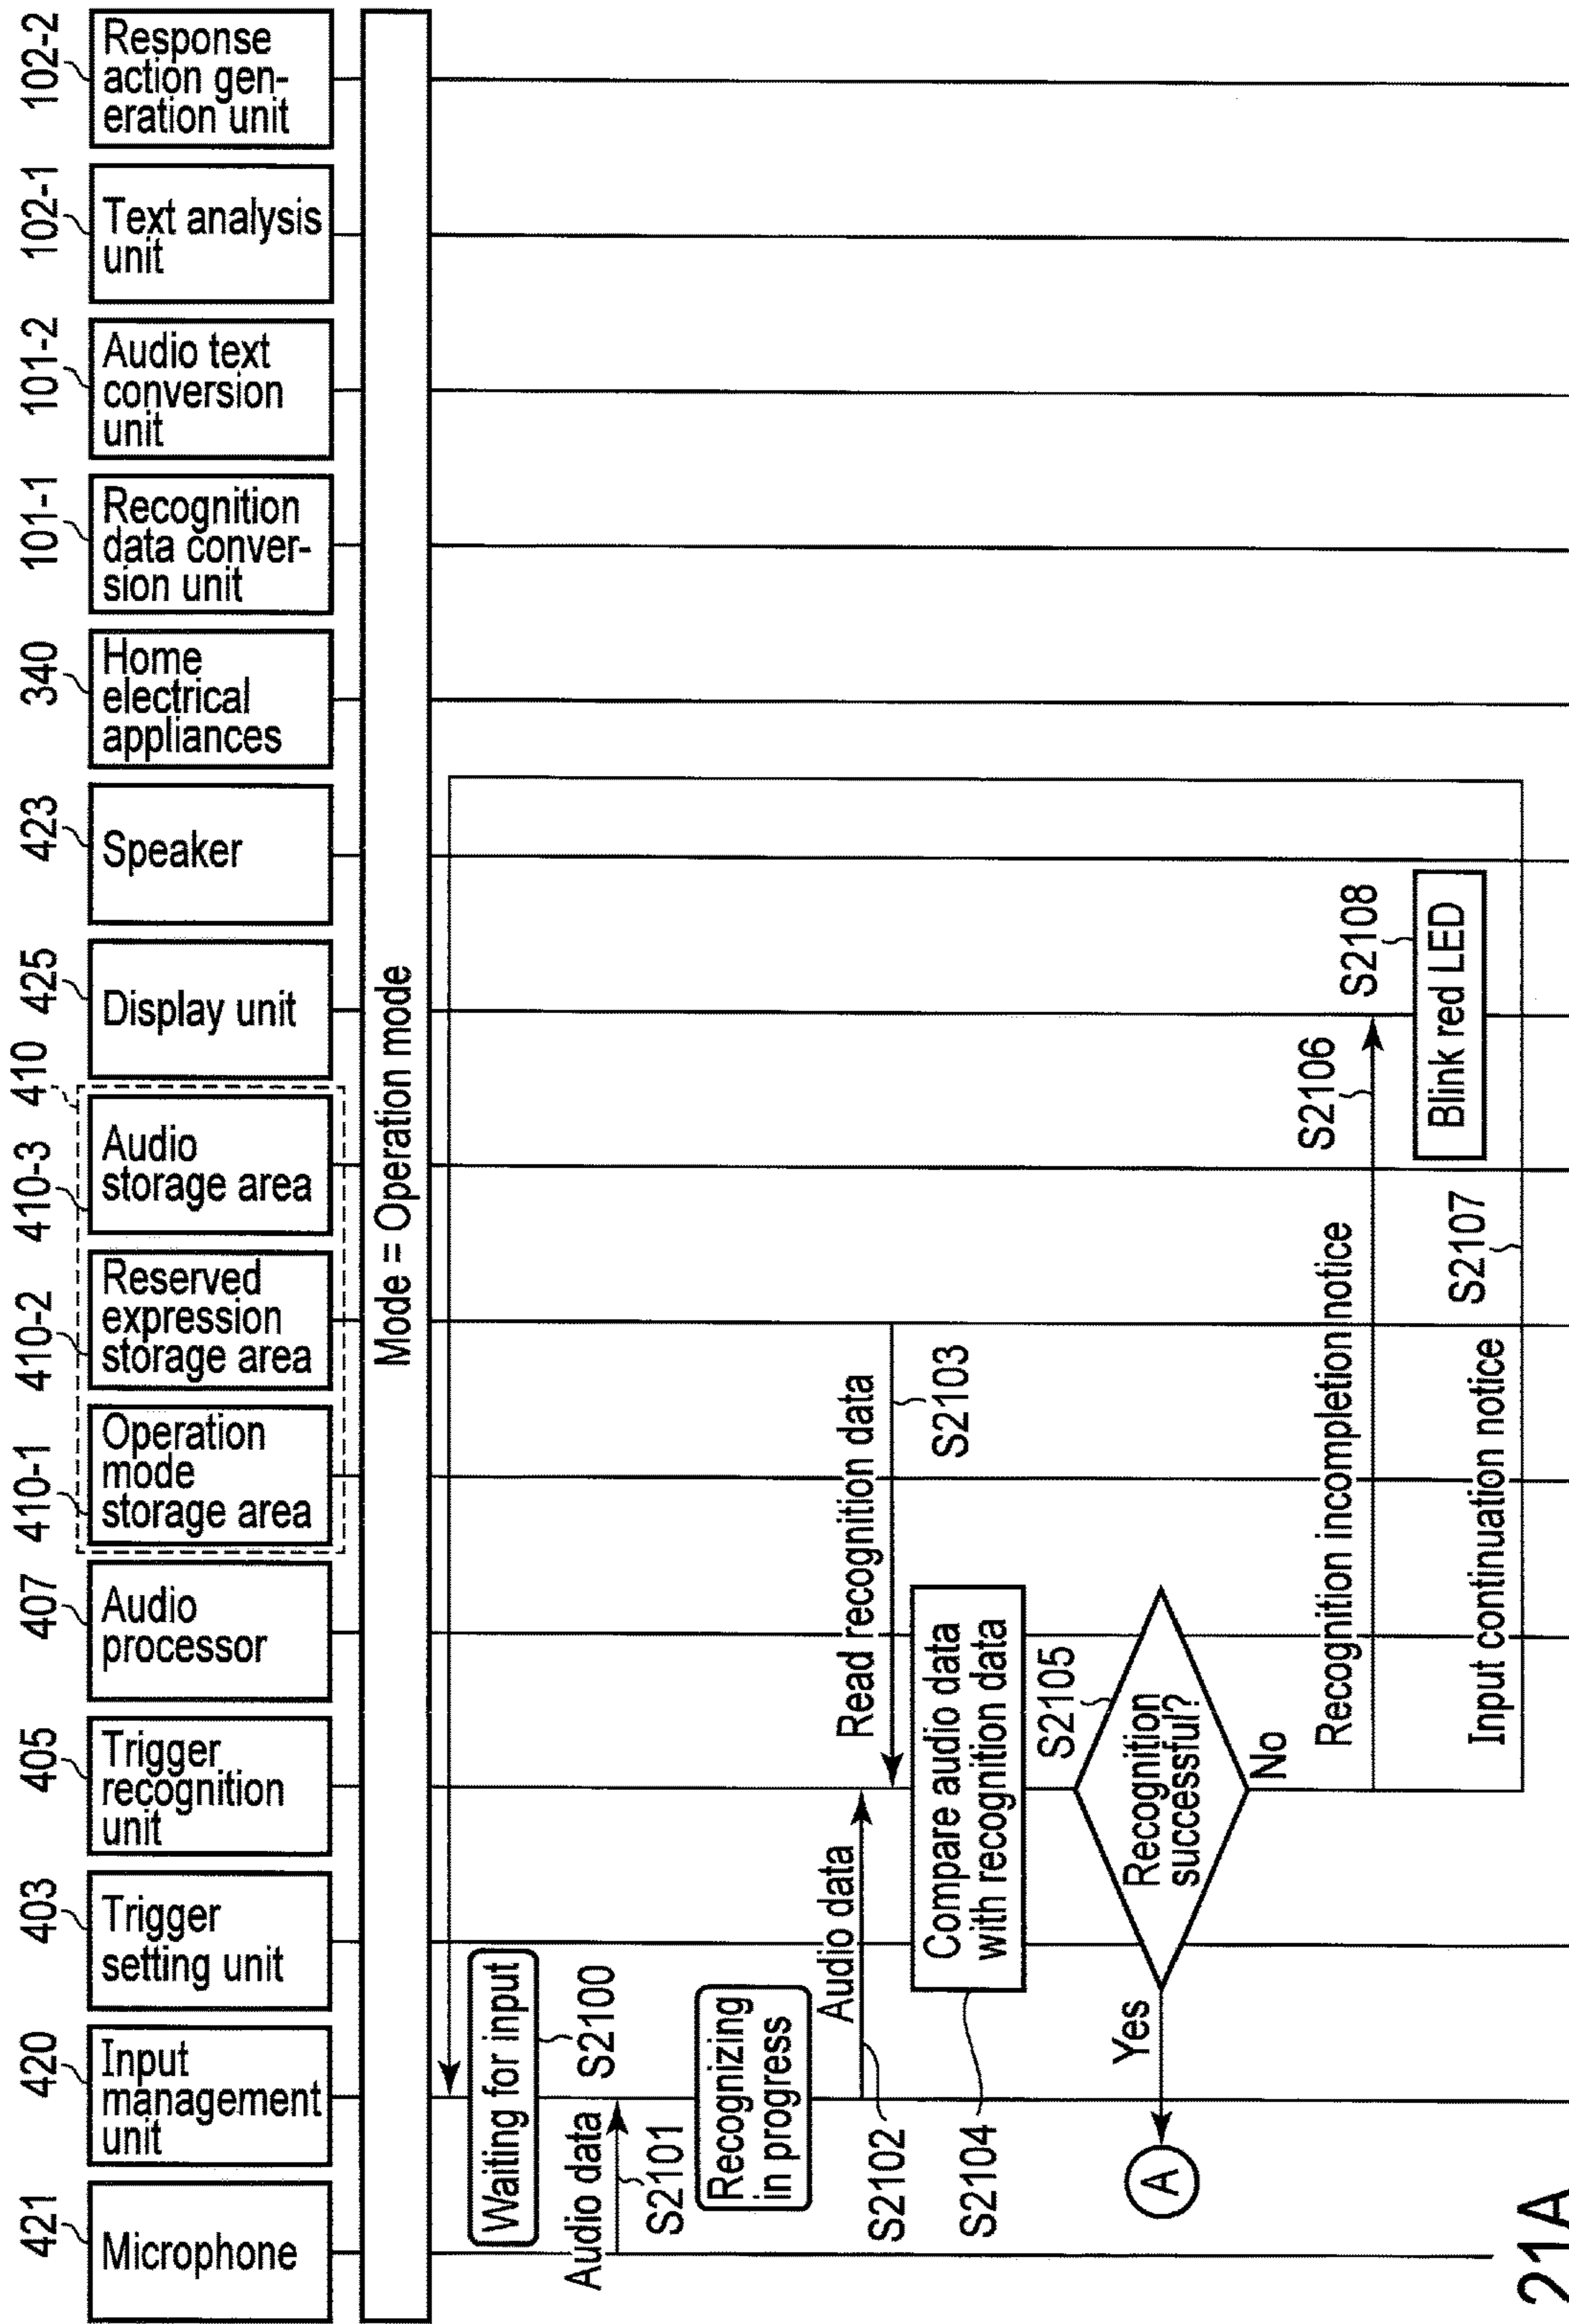 421
Microphone
420
Input
management
unit
403
Trigger
setting unit
405
Trigger
recognition
unit
407
Audio
processor
410
410-1
Operation
mode
storage area
410-2
Reserved
expression
storage area
410-3
Audio
storage area
425
Display unit
423
Speaker
340
Home
electrical
appliances
101-1
Recognition
data conver-
sion unit
101-2
Audio text
conversion
unit
102-1
Text analysis
unit
102-2
Response
action gen-
eration unit
Mode = Operation mode
Waiting for input
S2100
Audio data
S2101
Recognizing
in progress
Audio data
S2102
Read recognition data
S2103
Compare audio data
with recognition data
S2104
S2105
Recognition
successful?
Yes
A
No
Recognition incompletion notice
S2106
S2108
Blink red LED
Input continuation notice
S2107
21A